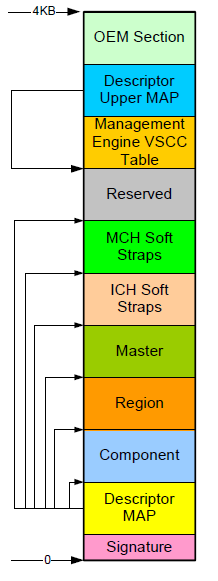 4KB
OEM Section
Descriptor
Upper MAP
Management
Engine VSCC
Table
Reserved
MCH Soft
Straps
ICH Soft
Straps
Master
Region
Component
Descriptor
MAP
Signature
0